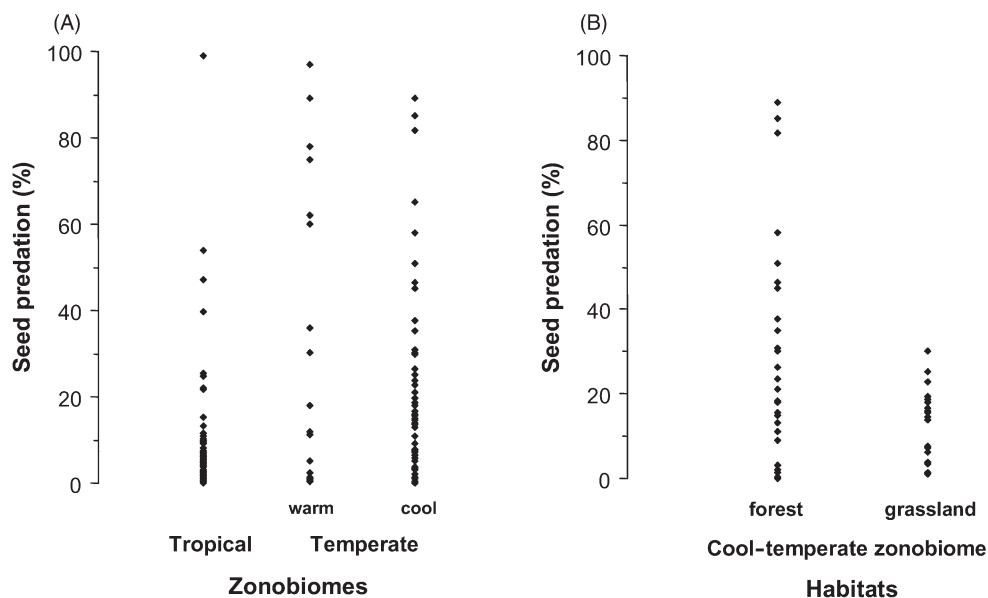 (A)
100
80
60
40
20
0
Seed predation (%)
warm
cool
Tropical
Temperate
Zonobiomes
(B)
100
80
60
40
20
0
Seed predation (%)
forest
grassland
Cool-temperate zonobiome
Habitats